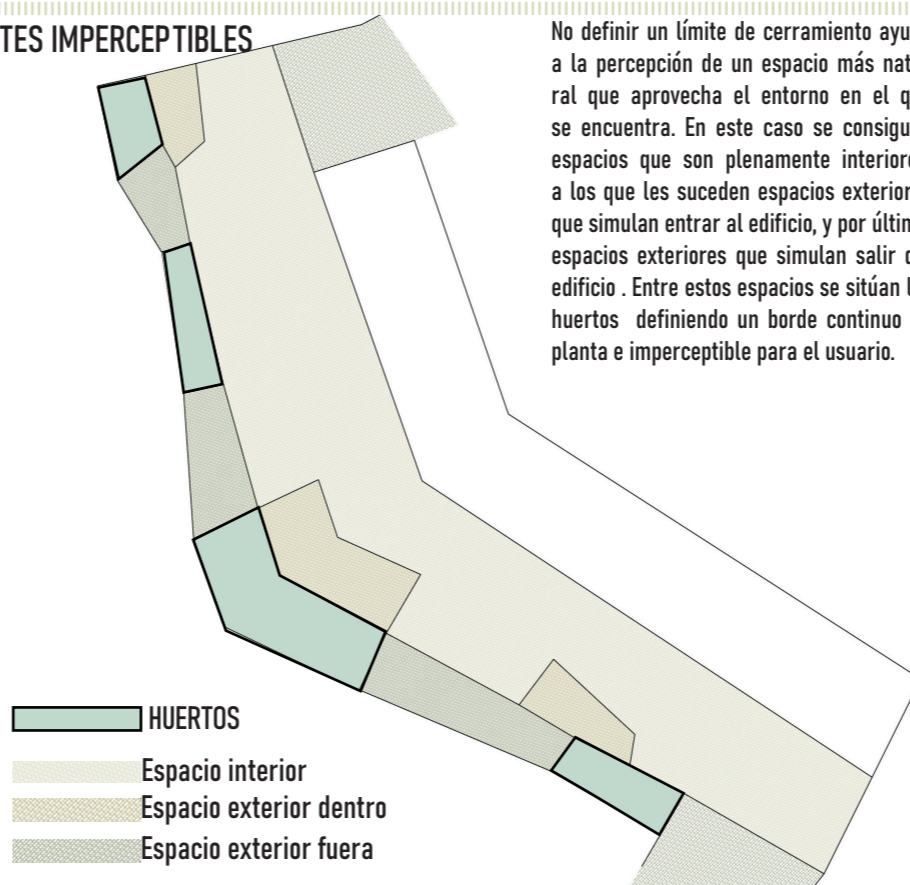 TES IMPERCEPTIBLES
No definir un límite de cerramiento ayu
a la percepción de un espacio más nat
ral que aprovecha el entorno en el q
se encuentra. En este caso se consigu
espacios que son plenamente interior
a los que les suceden espacios exterior
que simulan entrar al edificio, y por últi
espacios exteriores que simulan salir
edificio . Entre estos espacios se sitúan l
huertos definiendo un borde continuo
planta e imperceptible para el usuario.
HUERTOS
Espacio interior
Espacio exterior dentro
Espacio exterior fuera